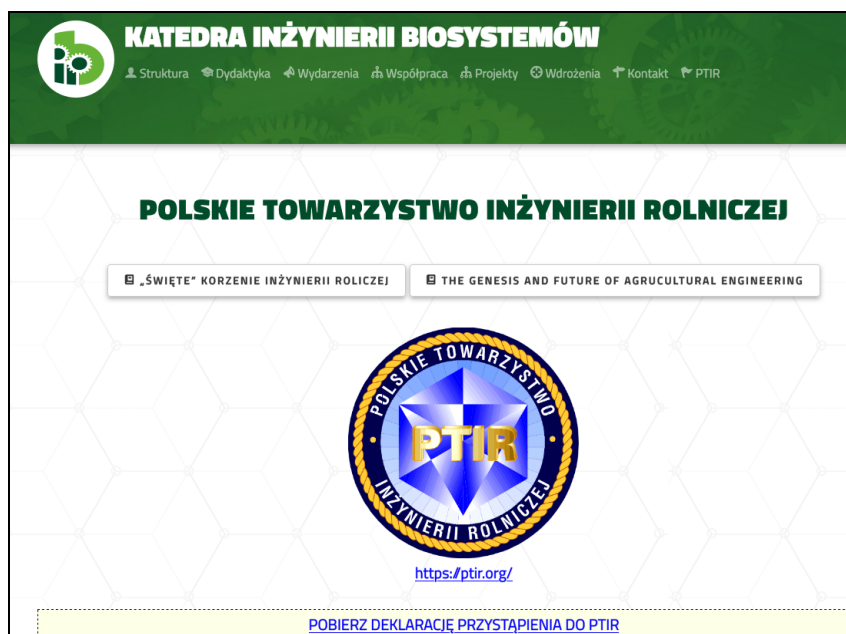 KATEDRA INŻYNIERII BIOSYSTEMÓW
Struktura Dydaktyka Wydarzenia Współpraca Projekty Wdrożenia Kontakt PTIR
POLSKIE TOWARZYSTWO INŻYNIERII ROLNICZEJ
„ŚWIĘTE” KORZENIE INŻYNIERII ROLICZEJ
THE GENESIS AND FUTURE OF AGRUCULTURAL ENGINEERING
POLSKIE TOWARZYSTWO
PTIR
INŻYNIERII ROLNICZEJ
https://ptir.org/
POBIERZ DEKLARACJĘ PRZYSTĄPIENIA DO PTIR